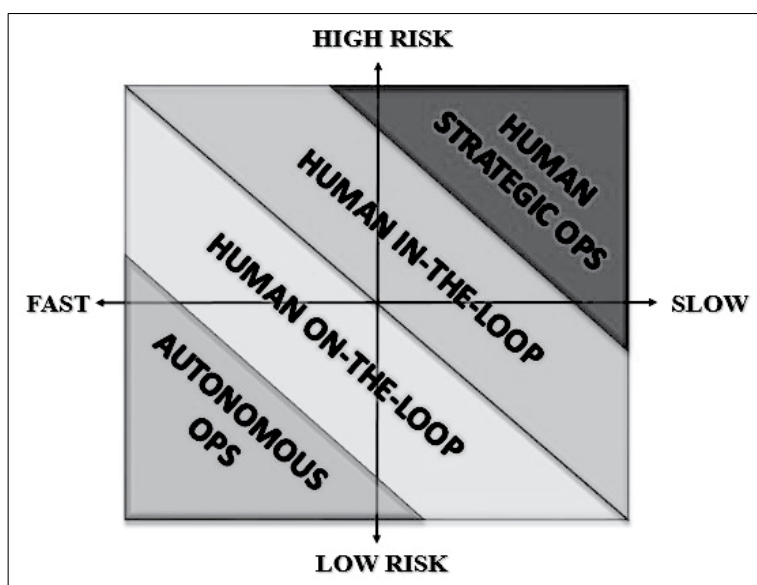 HIGH RISK
HUMAN
STRATEGIC OPS
HUMAN IN-THE-LOOP
FAST
SLOW
HUMAN ON-THE-LOOP
AUTONOMOUS
OPS
LOW RISK